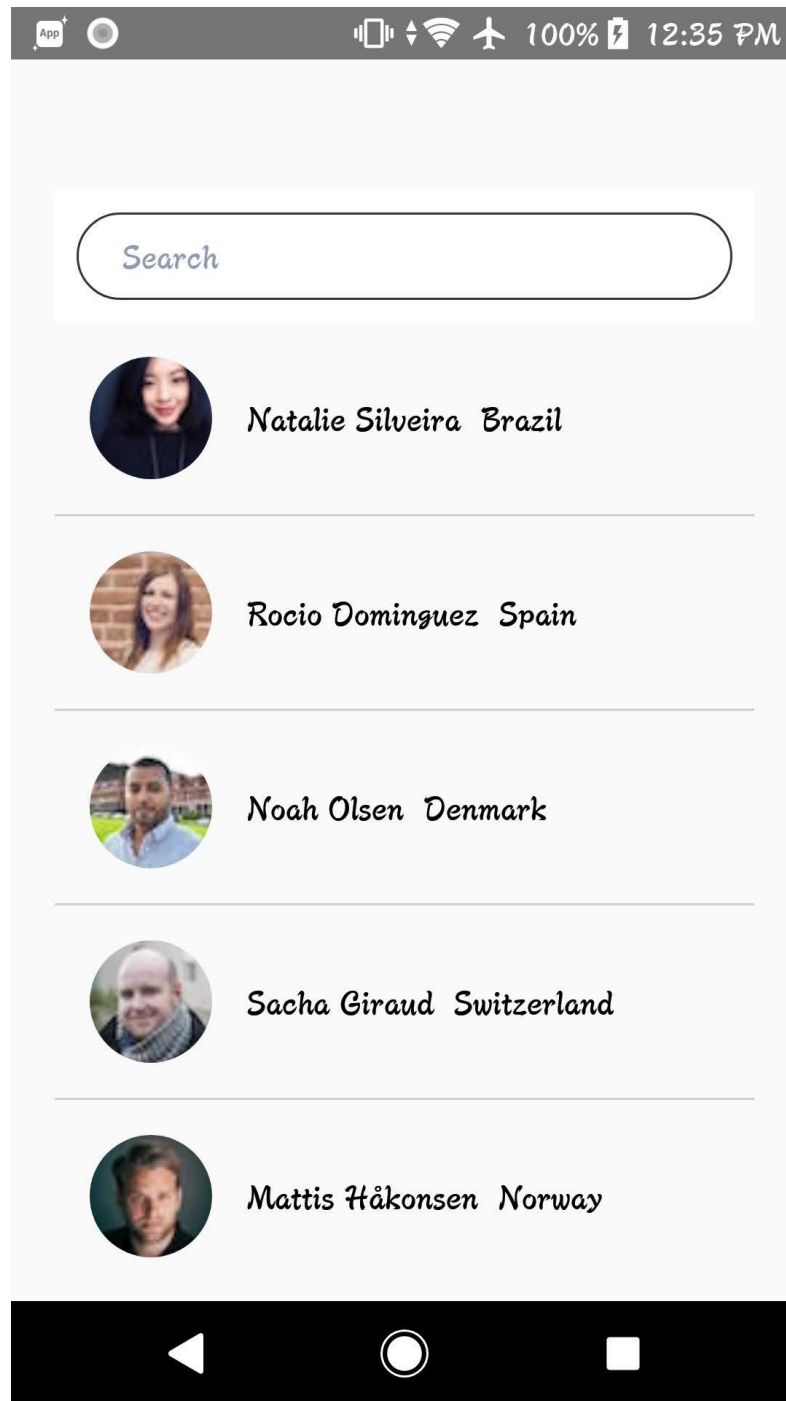 App 100% 12:35 PM
Search
Natalie Silveira Brazil
Rocio Dominguez Spain
Noah Olsen Denmark
Sacha Giraud Switzerland
Mattis Håkonsen Norway